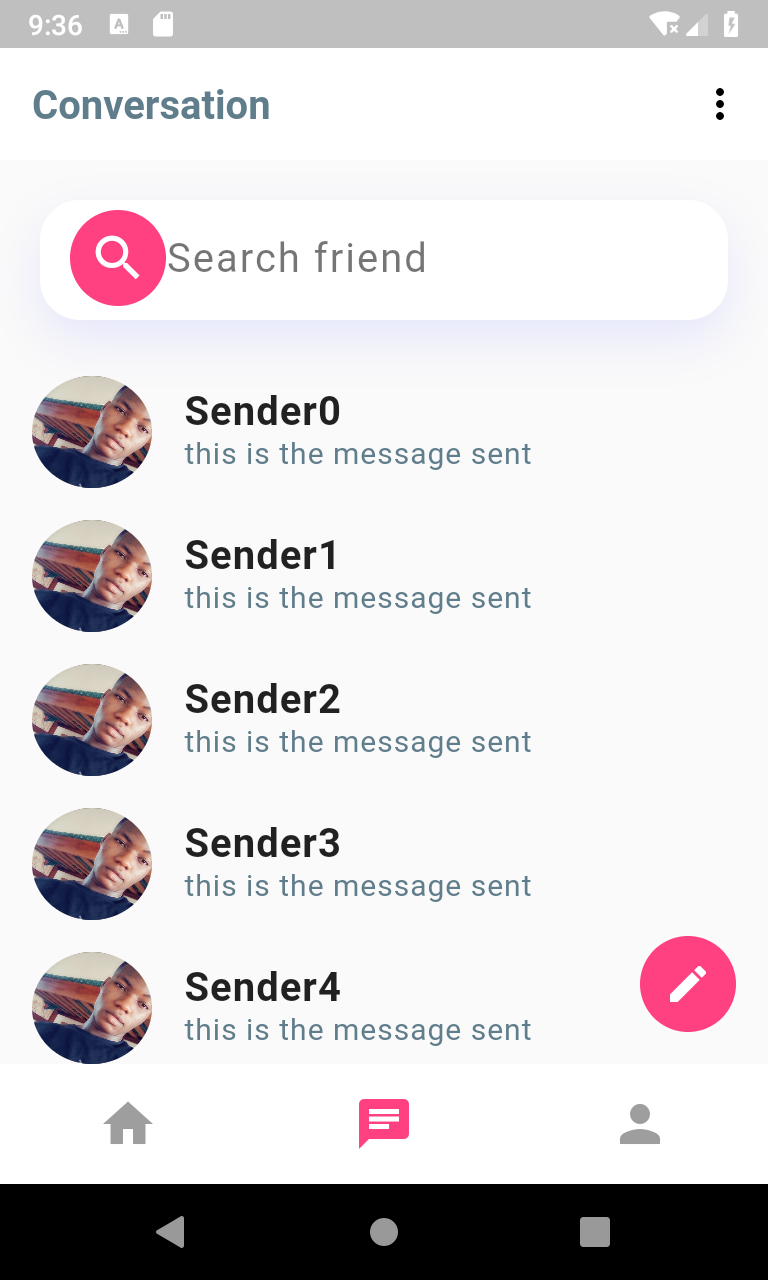 9:36
Conversation
Search friend
Sender0
this is the message sent
Sender1
this is the message sent
Sender2
this is the message sent
Sender3
this is the message sent
Sender4
this is the message sent